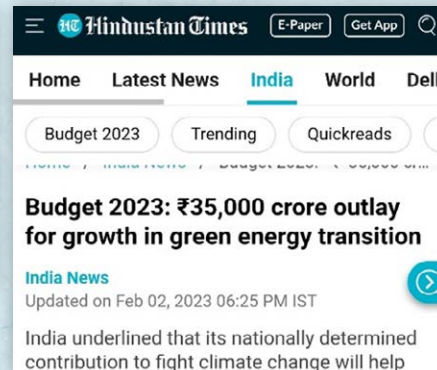 HT Hindustan Times E-Paper Get App
Home Latest News India World Del
Budget 2023 Trending Quickreads
Budget 2023: ₹35,000 crore outlay
for growth in green energy transition
India News
Updated on Feb 02, 2023 06:25 PM IST
India underlined that its nationally determined
contribution to fight climate change will help